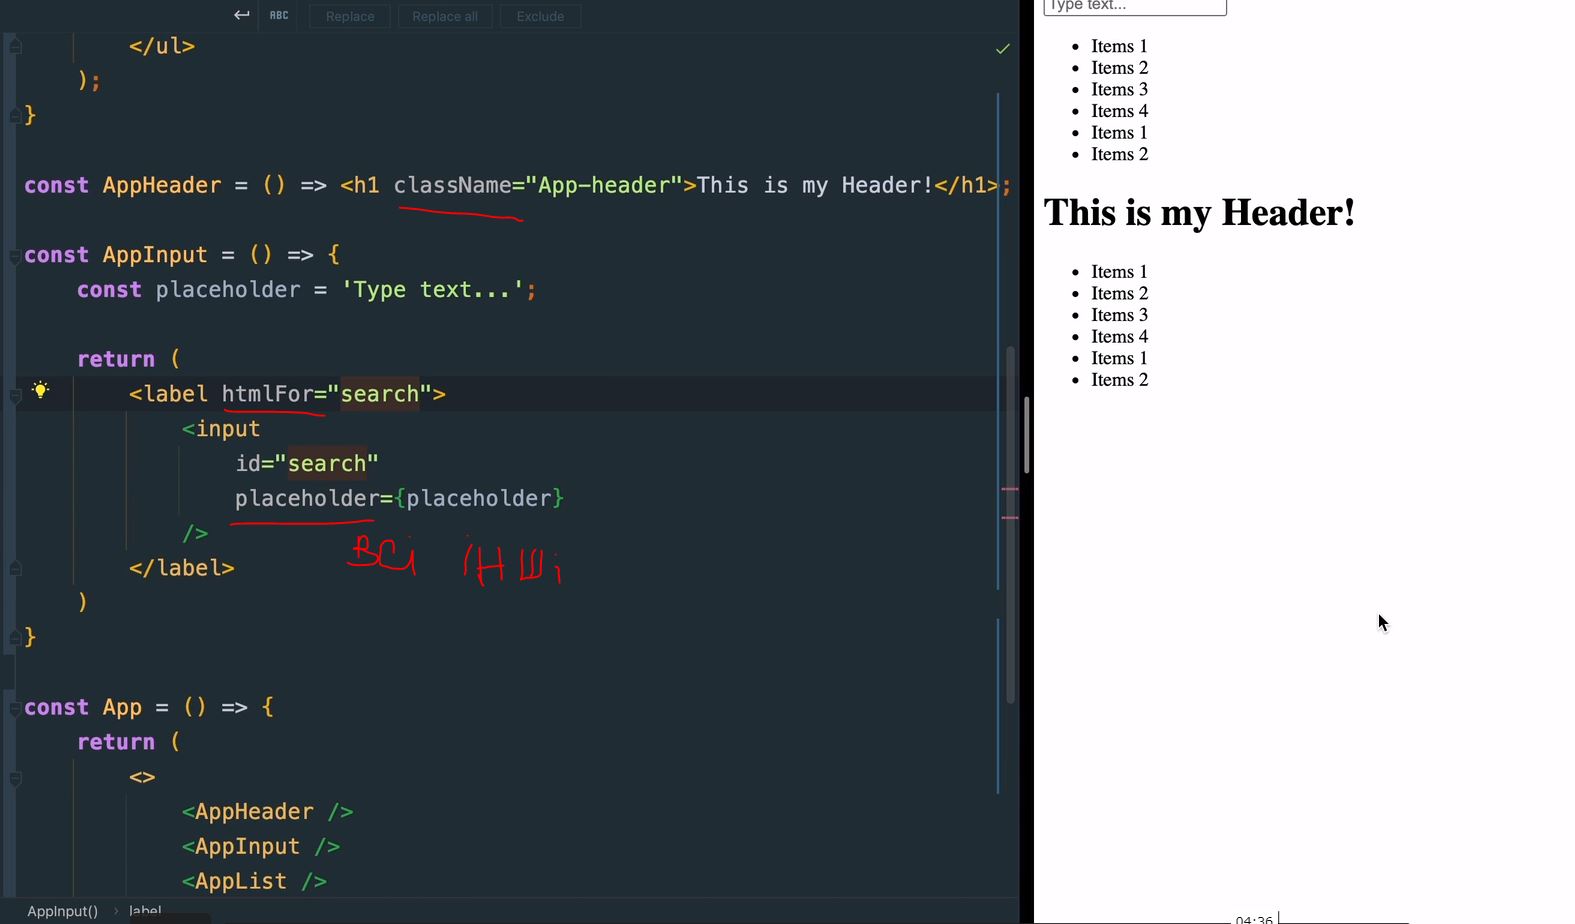 ABC Replace Replace all Exclude
</ul>
);
}
const AppHeader = () => <h1 className="App-header">This is my Header!</h1>;
const AppInput = () => {
const placeholder = 'Type text...';
return (
<label htmlFor="search">
<input
id="search"
placeholder={placeholder}
/>
</label>
всі інші
)
}
const App = () => {
return (
<>
<AppHeader />
<AppInput />
<AppList />
AppInput() › label
Type text...
• Items 1
• Items 2
• Items 3
• Items 4
• Items 1
• Items 2
This is my Header!
• Items 1
• Items 2
• Items 3
• Items 4
• Items 1
• Items 2
04:36